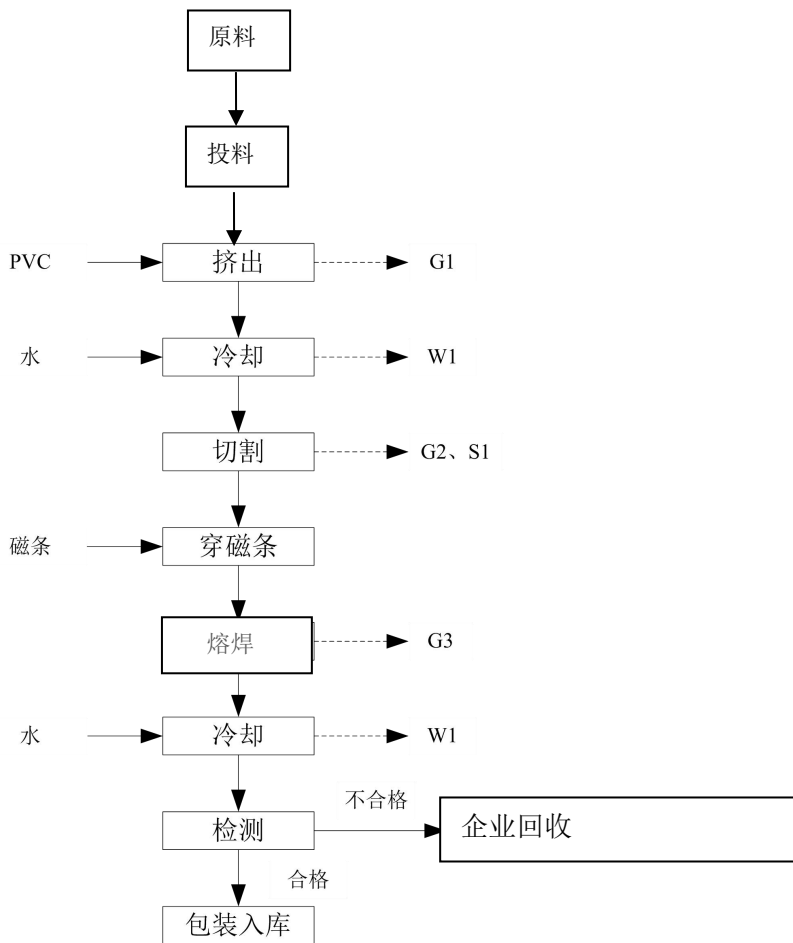 原料
投料
PVC 挤出 G1
水 冷却 W1
切割 G2、S1
磁条 穿磁条
熔焊 G3
水 冷却 W1
不合格
检测 企业回收
合格
包装入库